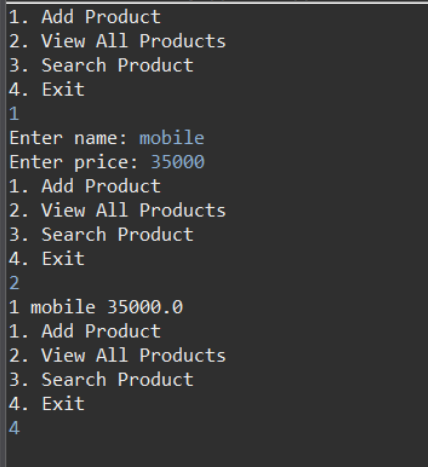 1. Add Product
2. View All Products
3. Search Product
4. Exit
1
Enter name: mobile
Enter price: 35000
1. Add Product
2. View All Products
3. Search Product
4. Exit
2
1 mobile 35000.0
1. Add Product
2. View All Products
3. Search Product
4. Exit
4